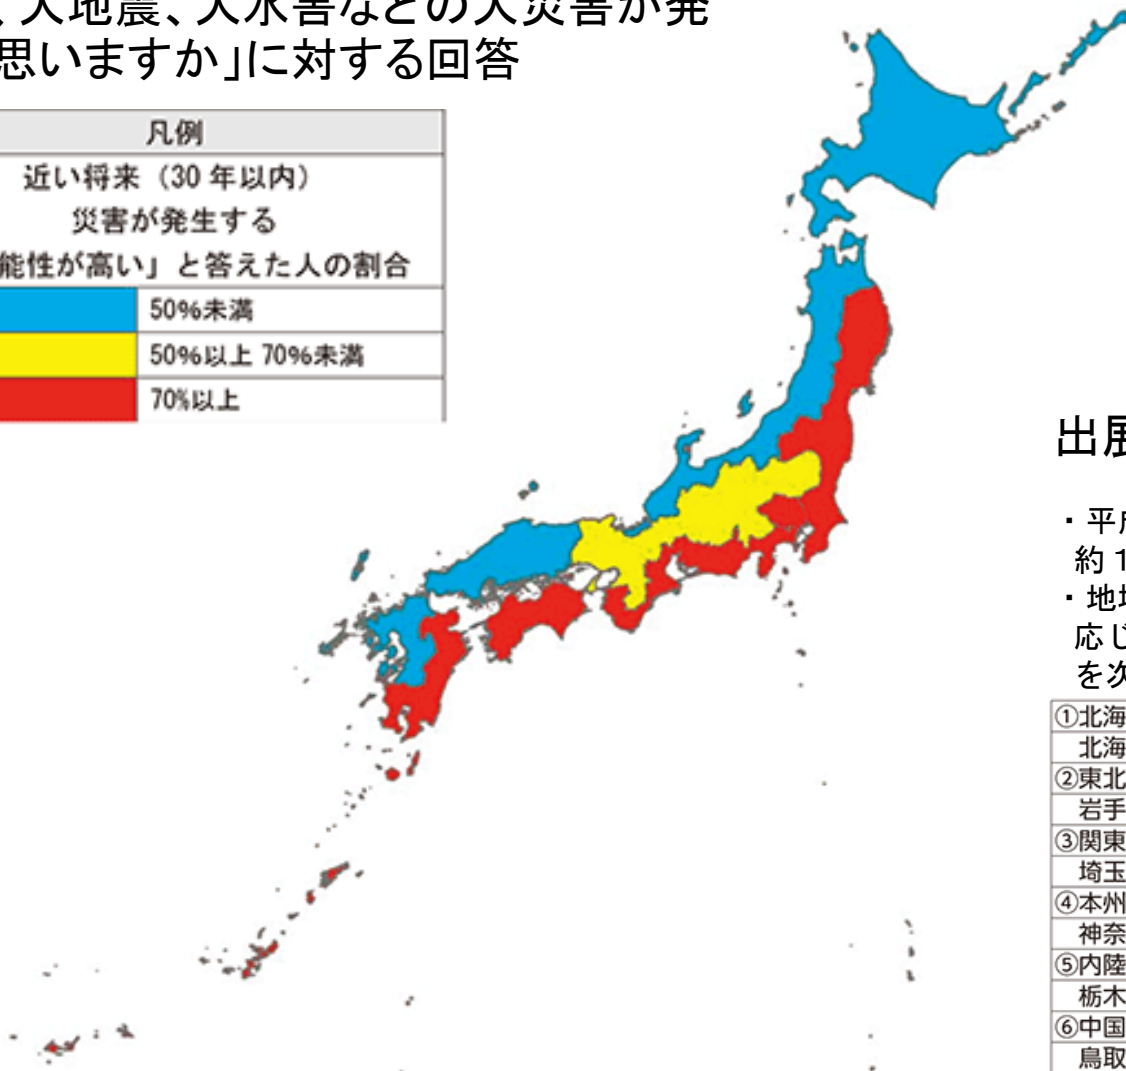 、大地震、大水害などの大災害が発
思いますか」に対する回答
凡例
近い将来（30 年以内）
災害が発生する
能性が高い」と答えた人の割合
50%未満
50%以上 70%未満
70%以上
出展
・平成
約 1
・地域
応じ
を次
①北海
北海
②東北
岩手
③関東
埼玉
④本州
神奈
⑤内陸
栃木
⑥中国
鳥取